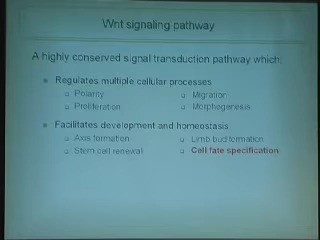 Wnt signaling pathway
A highly conserved signal transduction pathway which:
Regulates multiple cellular processes
Polarity
Migration
Proliferation
Morphogenesis
Facilitates development and homeostasis
Axis formation
Limb bud formation
Stem cell renewal
Cell fate specification